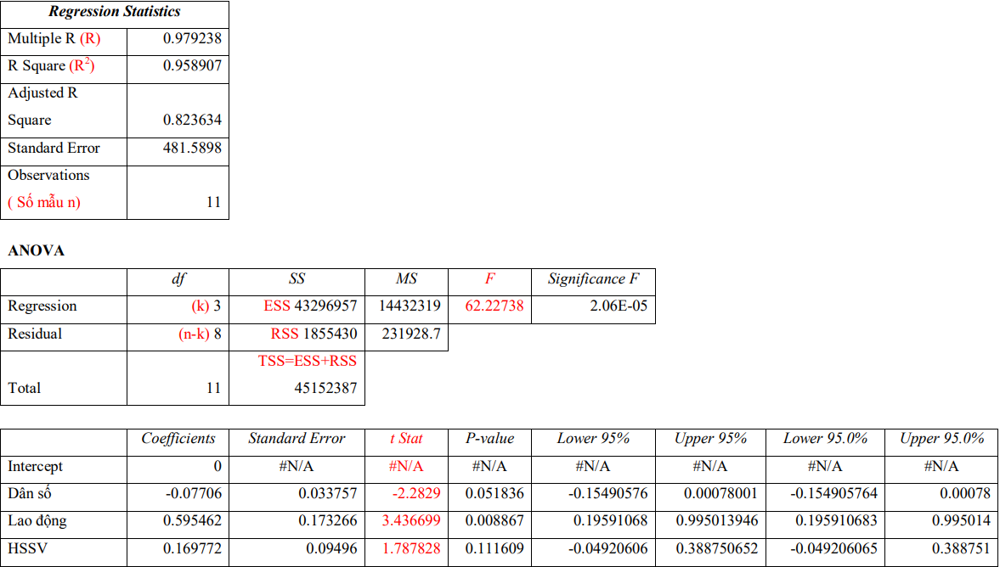 Regression Statistics
Multiple R (R) 0.979238
R Square (R²) 0.958907
Adjusted R
Square 0.823634
Standard Error 481.5898
Observations
( Số mẫu n) 11
ANOVA
df SS MS F Significance F
Regression (k) 3 ESS 43296957 14432319 62.22738 2.06E-05
Residual (n-k) 8 RSS 1855430 231928.7
TSS=ESS+RSS
Total 11 45152387
Coefficients Standard Error t Stat P-value Lower 95% Upper 95% Lower 95.0% Upper 95.0%
Intercept 0 #N/A #N/A #N/A #N/A #N/A #N/A #N/A
Dân số -0.07706 0.033757 -2.2829 0.051836 -0.15490576 0.00078001 -0.154905764 0.00078
Lao động 0.595462 0.173266 3.436699 0.008867 0.19591068 0.995013946 0.195910683 0.995014
HSSV 0.169772 0.09496 1.787828 0.111609 -0.04920606 0.388750652 -0.049206065 0.388751